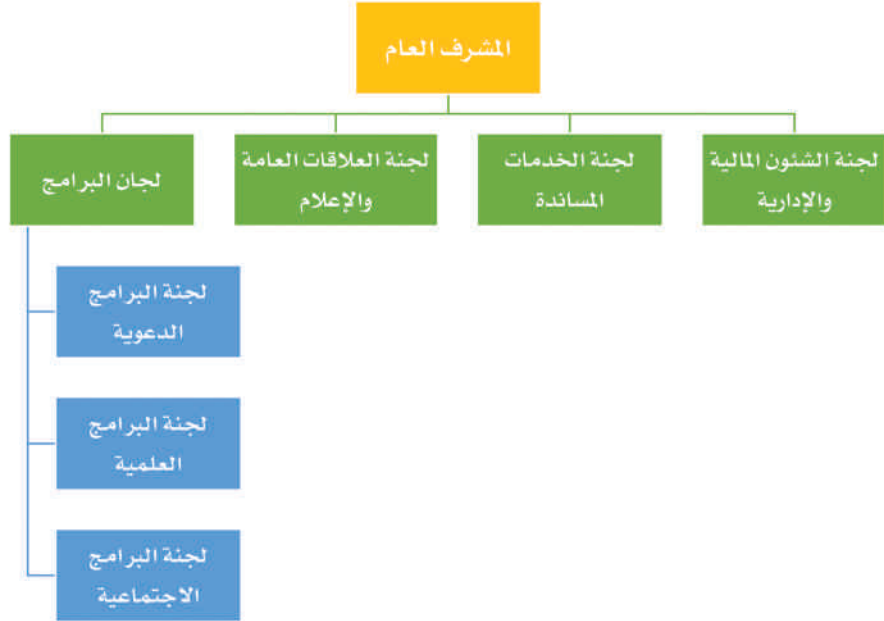 المشرف العام
لجنة الشئون المالية
والإدارية
لجنة الخدمات
المساندة
لجنة العلاقات العامة
والإعلام
لجان البرامج
لجنة البرامج
الدعوية
لجنة البرامج
العلمية
لجنة البرامج
الاجتماعية